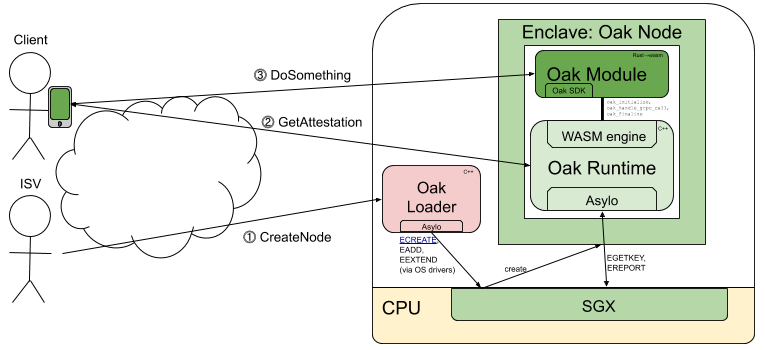 Client
ISV
③ DoSomething
② GetAttestation
① CreateNode
Enclave: Oak Node
Rust→wasm
Oak Module
Oak SDK
oak_initialize,
oak_handle_grpc_call,
oak_finalize
C++
WASM engine
Oak Runtime
Asylo
C++
Oak
Loader
Asylo
ECREATE,
EADD,
EEXTEND
(via OS drivers)
create
EGETKEY,
EREPORT
CPU
SGX